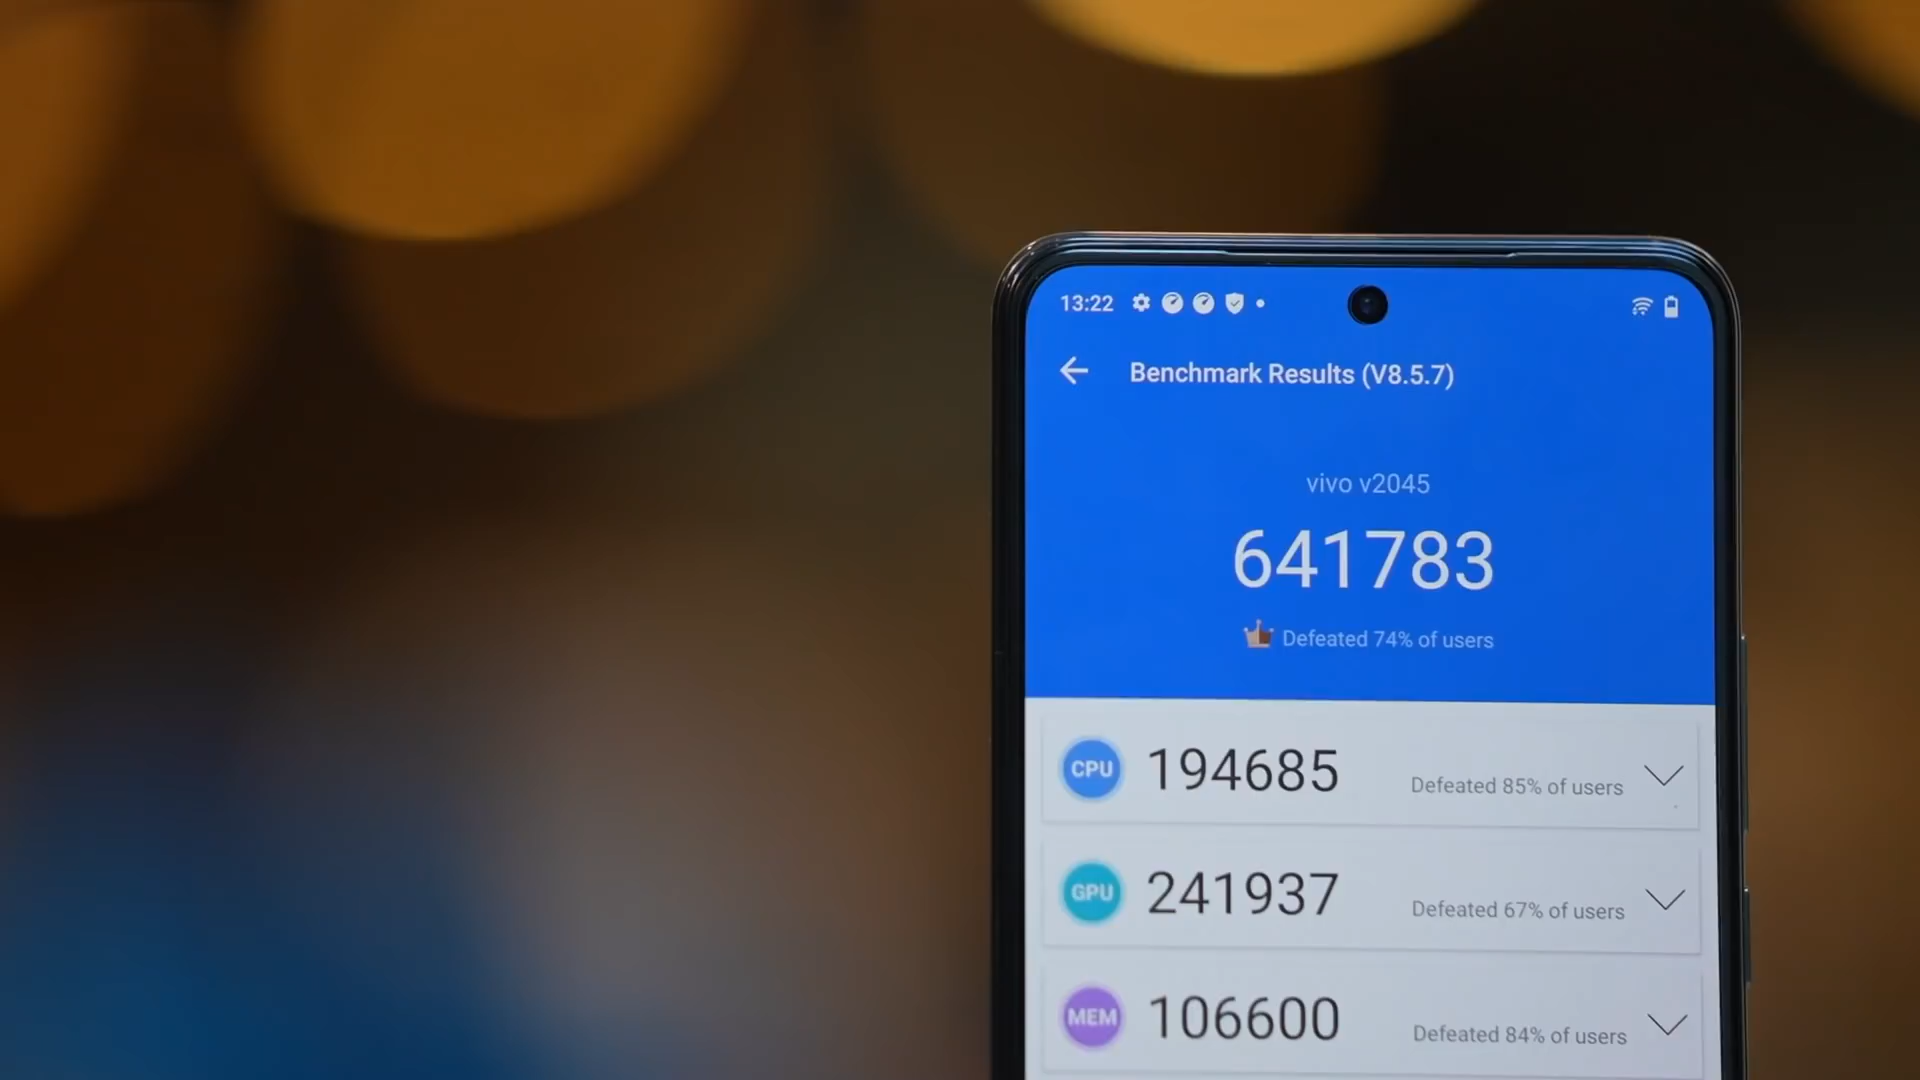 13:22
Benchmark Results (V8.5.7)
vivo v2045
641783
Defeated 74% of users
CPU 194685 Defeated 85% of users
GPU 241937 Defeated 67% of users
MEM 106600 Defeated 84% of users